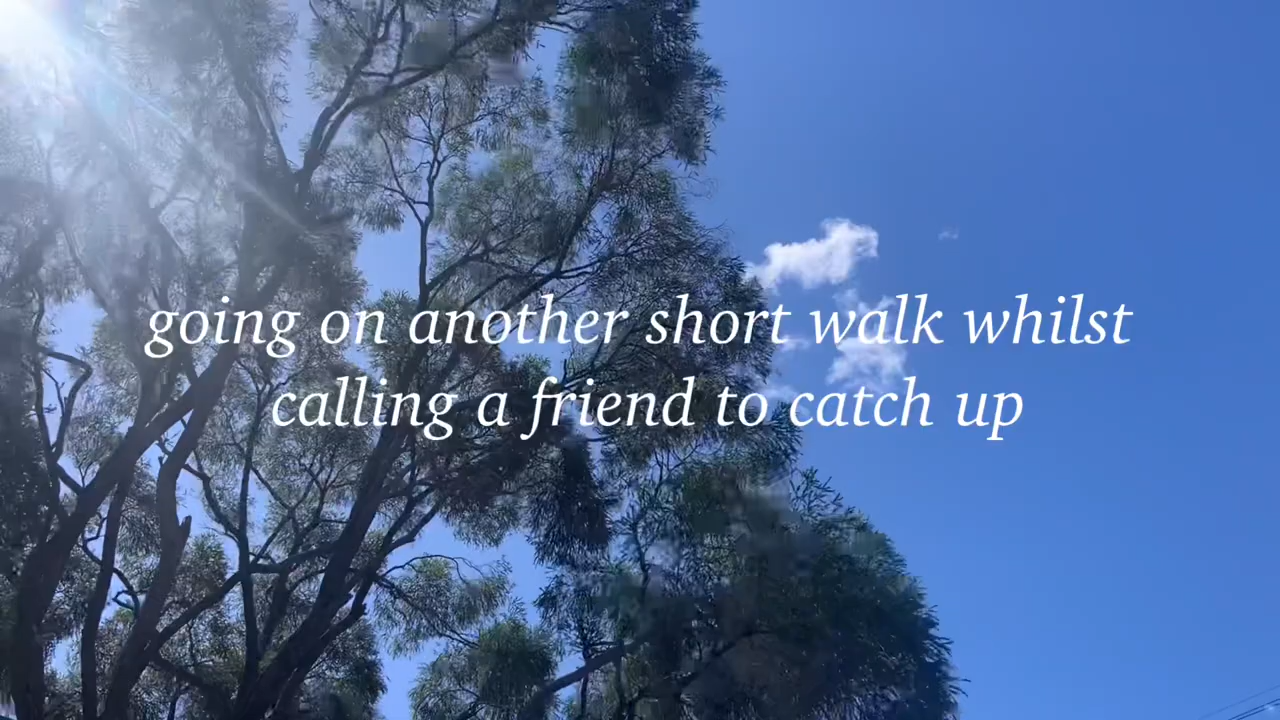 going on another short walk whilst
calling a friend to catch up